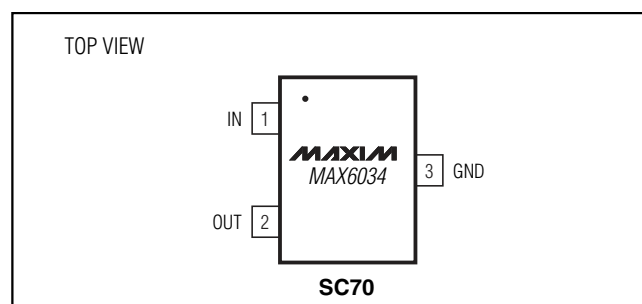 TOP VIEW
IN 1
MAXIM
MAX6034
3 GND
OUT 2
SC70